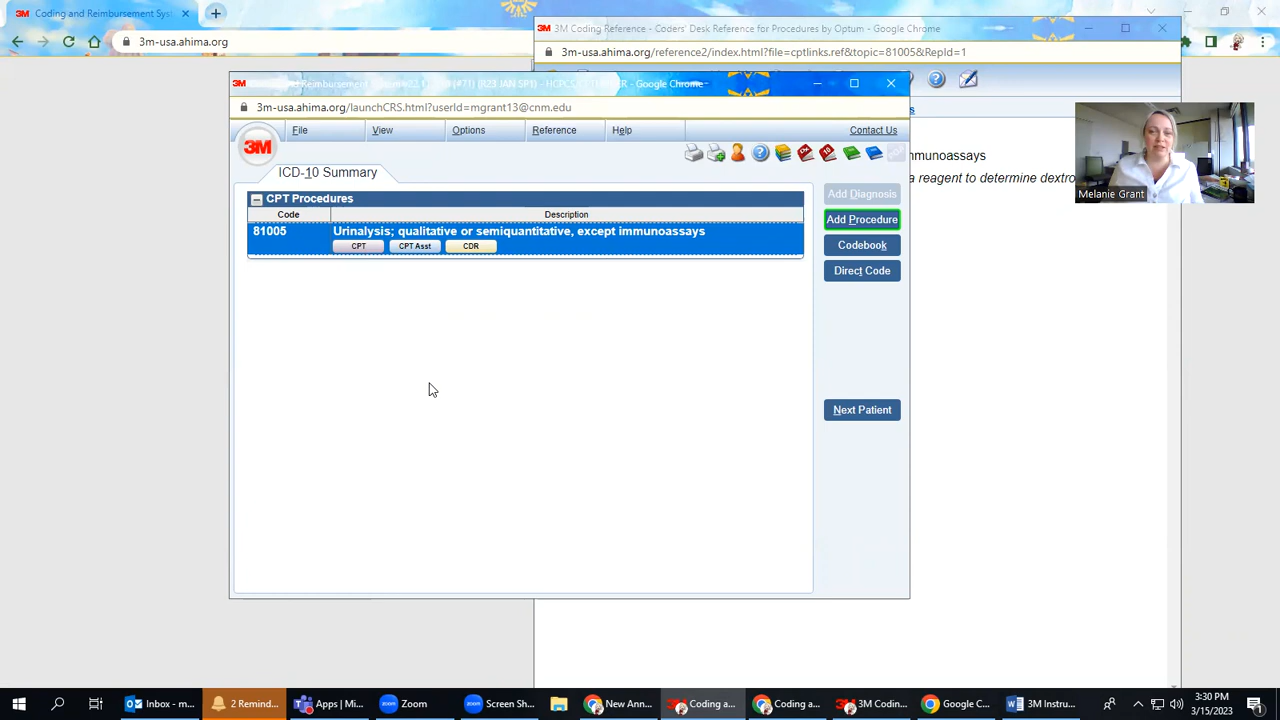 Coding and Reimbursement Syst
3M Coding Reference - Coders' Desk Reference for Procedures by Optum - Google Chrome
3m-usa.ahima.org
3m-usa.ahima.org/reference2/index.html?file=cptlinks.ref&topic=81005&RepId=1
Google Chrome
3m-usa.ahima.org/launchCRS.html?userId=mgrant13@cnm.edu
3M
File View Options Reference Help Contact Us
ICD-10 Summary
CPT Procedures
Code Description
81005 Urinalysis; qualitative or semiquantitative, except immunoassays
CPT CPT Asst CDR
Add Diagnosis
Add Procedure
Codebook
Direct Code
Next Patient
munoassays
a reagent to determine dextro
Melanie Grant
Inbox - m... 2 Remind... Apps | Mi... Zoom Screen Sh... New Ann... Coding a... Coding a... 3M Codin... Google C... 3M Instru...
3:30 PM
3/15/2023